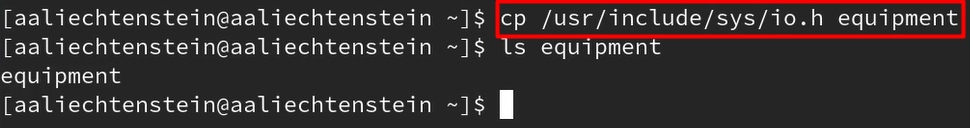 [aaliechtenstein@aaliechtenstein ~]$ cp /usr/include/sys/io.h equipment
[aaliechtenstein@aaliechtenstein ~]$ ls equipment
equipment
[aaliechtenstein@aaliechtenstein ~]$